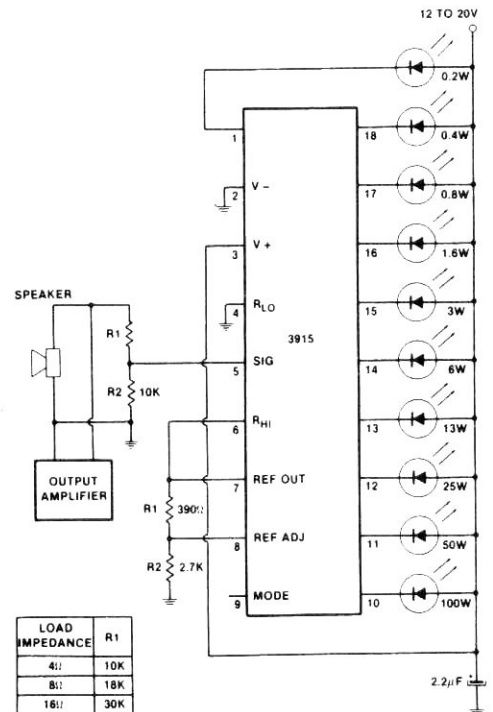 12 TO 20V
0.2W
1
18
0.4W
2
V -
17
0.8W
3
V +
16
1.6W
SPEAKER
4
R LO
15
3W
R1
3915
5
SIG
14
6W
R2
10K
6
R HI
13
13W
OUTPUT
AMPLIFIER
7
REF OUT
12
25W
R1
390Ω
8
REF ADJ
11
50W
R2
2.7K
9
MODE
10
100W
LOAD
IMPEDANCE
R1
4Ω
10K
8Ω
18K
16Ω
30K
2.2μF
+